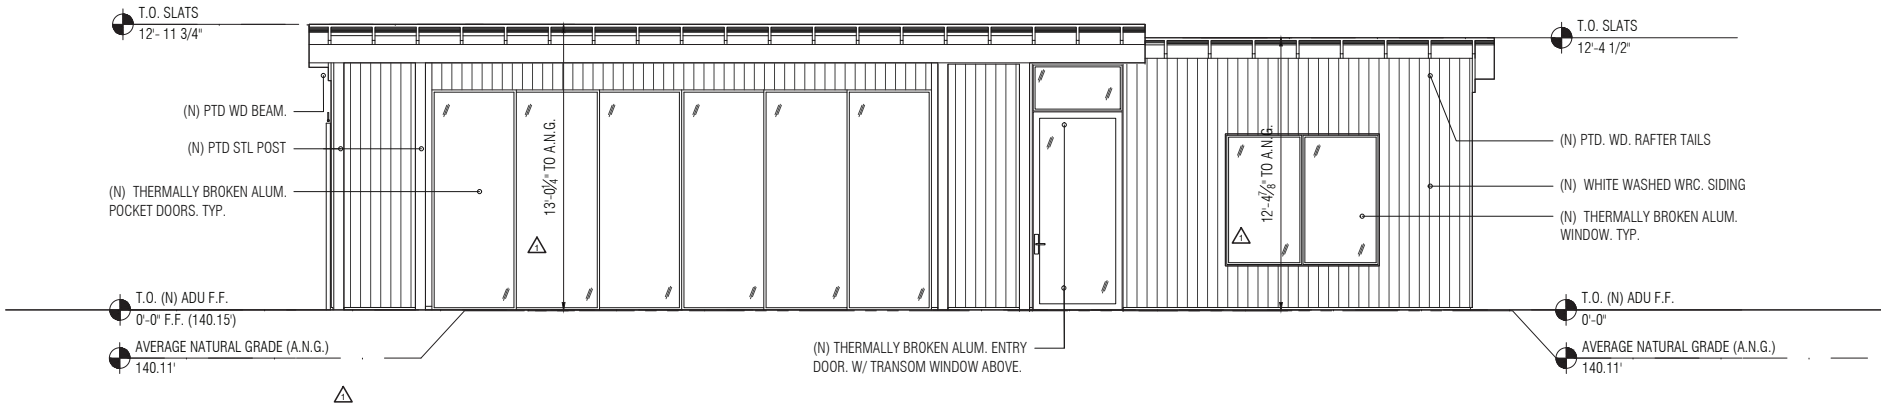 T.O. SLATS
12'- 11 3/4"
T.O. SLATS
12'-4 1/2"
(N) PTD WD BEAM.
(N) PTD STL POST
(N) THERMALLY BROKEN ALUM.
POCKET DOORS. TYP.
13'-0¼" TO A.N.G.
1
12'-4⅞" TO A.N.G.
1
(N) PTD. WD. RAFTER TAILS
(N) WHITE WASHED WRC. SIDING
(N) THERMALLY BROKEN ALUM.
WINDOW. TYP.
T.O. (N) ADU F.F.
0'-0" F.F. (140.15')
AVERAGE NATURAL GRADE (A.N.G.)
140.11'
1
(N) THERMALLY BROKEN ALUM. ENTRY
DOOR. W/ TRANSOM WINDOW ABOVE.
T.O. (N) ADU F.F.
0'-0"
AVERAGE NATURAL GRADE (A.N.G.)
140.11'